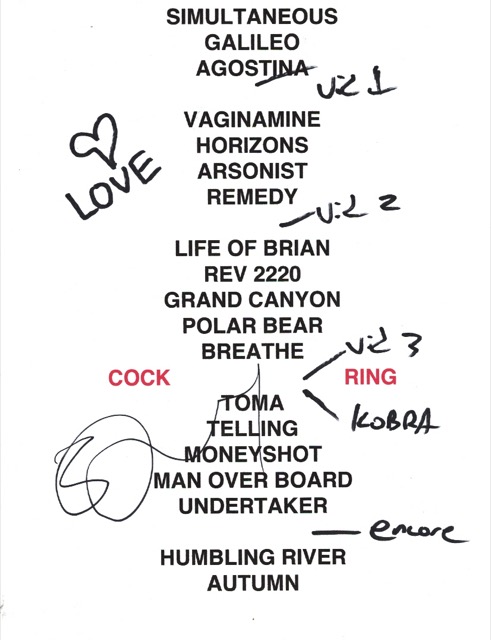 SIMULTANEOUS
GALILEO
AGOSTINA
vid 1
VAGINAMINE
HORIZONS
ARSONIST
REMEDY
LOVE
vid 2
LIFE OF BRIAN
REV 2220
GRAND CANYON
POLAR BEAR
BREATHE
vid 3
COCK RING
TOMA
KOBRA
TELLING
MONEYSHOT
MAN OVER BOARD
UNDERTAKER
encore
HUMBLING RIVER
AUTUMN